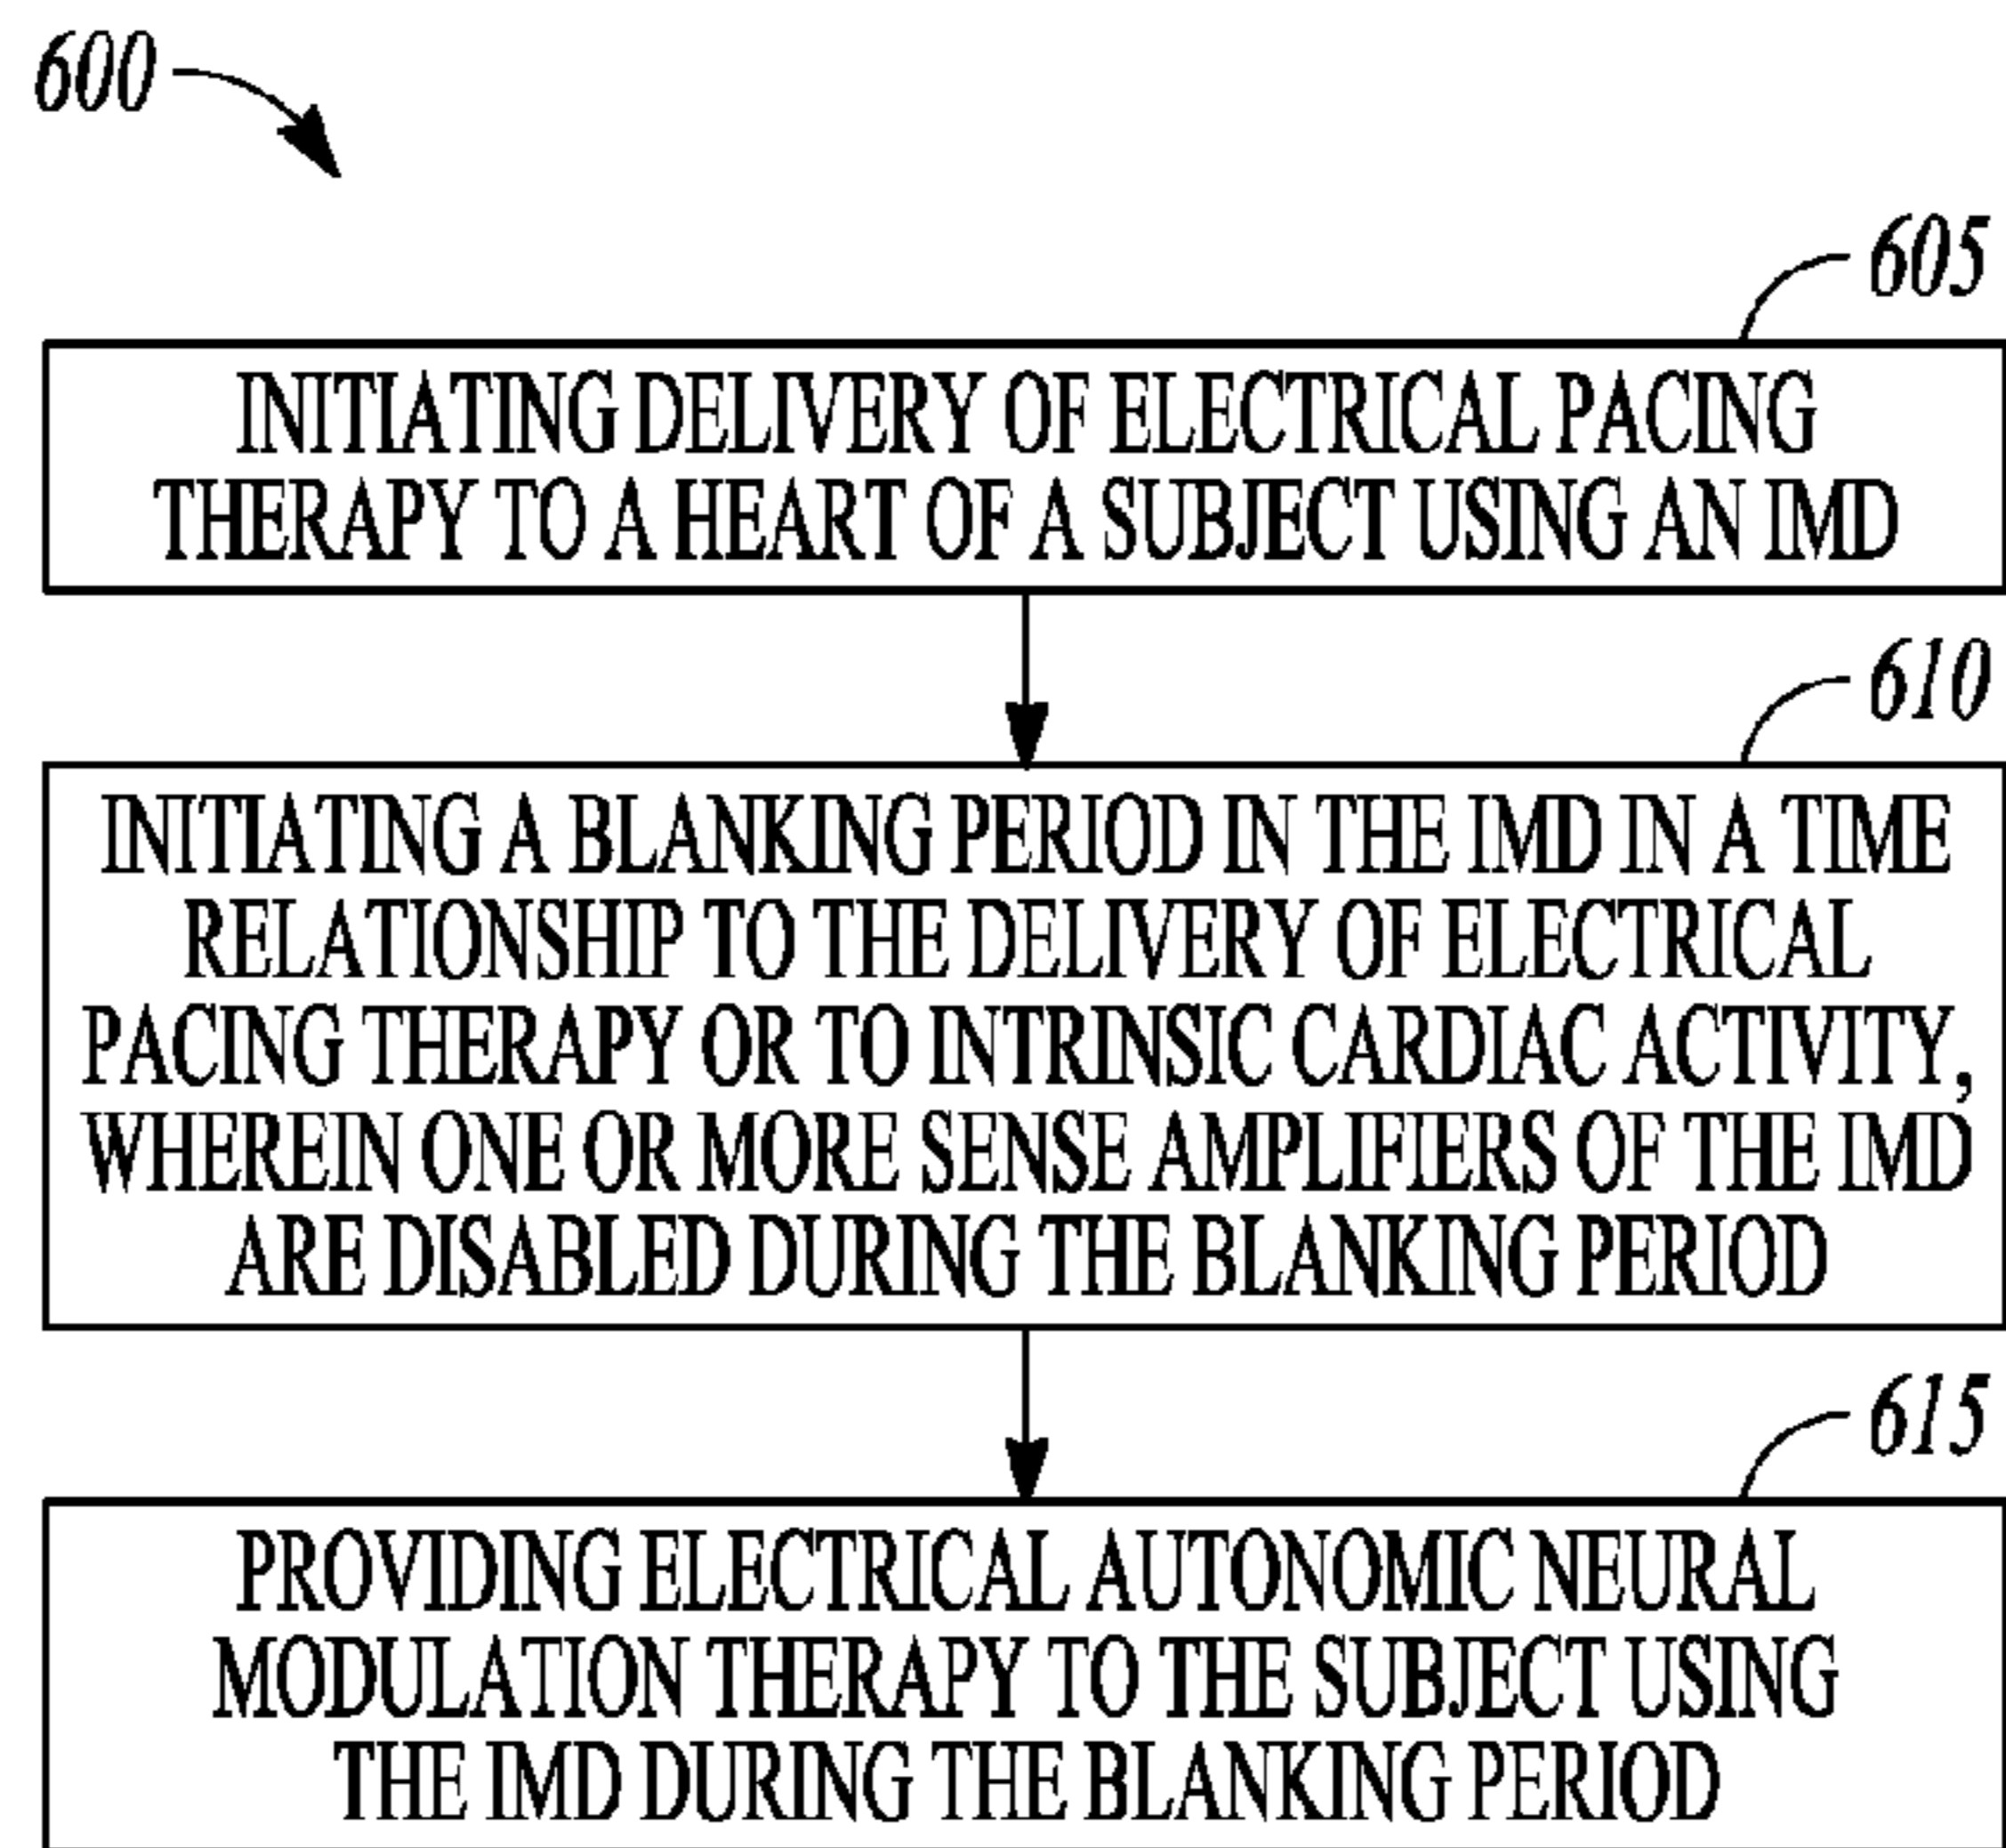 600
605
INITIATING DELIVERY OF ELECTRICAL PACING
THERAPY TO A HEART OF A SUBJECT USING AN IMD
610
INITIATING A BLANKING PERIOD IN THE IMD IN A TIME
RELATIONSHIP TO THE DELIVERY OF ELECTRICAL
PACING THERAPY OR TO INTRINSIC CARDIAC ACTIVITY,
WHEREIN ONE OR MORE SENSE AMPLIFIERS OF THE IMD
ARE DISABLED DURING THE BLANKING PERIOD
615
PROVIDING ELECTRICAL AUTONOMIC NEURAL
MODULATION THERAPY TO THE SUBJECT USING
THE IMD DURING THE BLANKING PERIOD